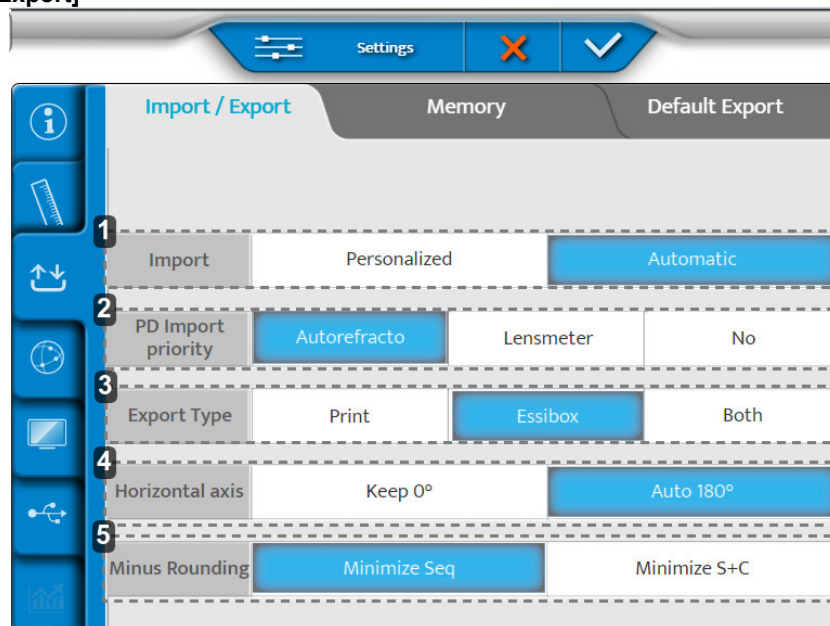 Export]
Settings
Import / Export Memory Default Export
1
Import Personalized Automatic
2
PD Import
priority Autorefracto Lensmeter No
3
Export Type Print Essibox Both
4
Horizontal axis Keep 0° Auto 180°
5
Minus Rounding Minimize Seq Minimize S+C